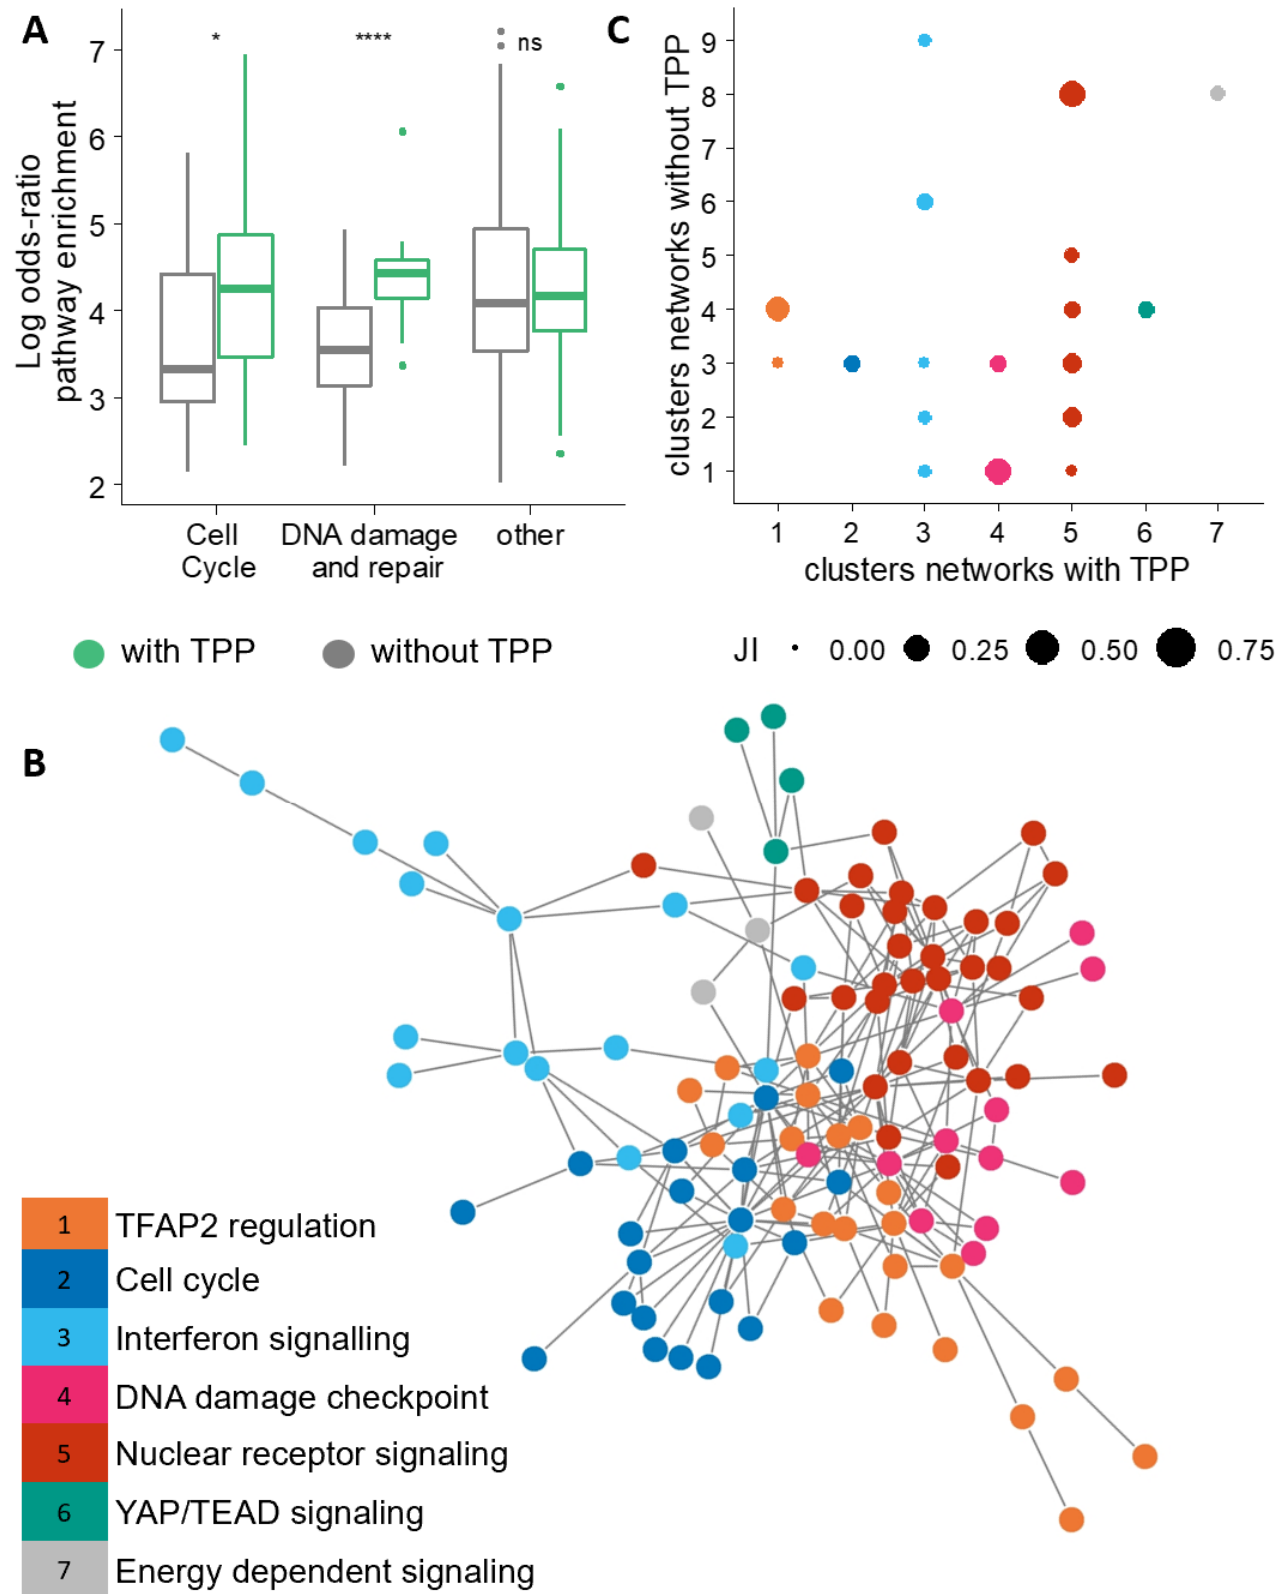 A
*
****
ns
7
6
5
4
3
2
Log odds-ratio
pathway enrichment
Cell
Cycle
DNA damage
and repair
other
with TPP
without TPP
C
9
8
7
6
5
4
3
2
1
clusters networks without TPP
1 2 3 4 5 6 7
clusters networks with TPP
JI 0.00 0.25 0.50 0.75
B
1 TFAP2 regulation
2 Cell cycle
3 Interferon signalling
4 DNA damage checkpoint
5 Nuclear receptor signaling
6 YAP/TEAD signaling
7 Energy dependent signaling